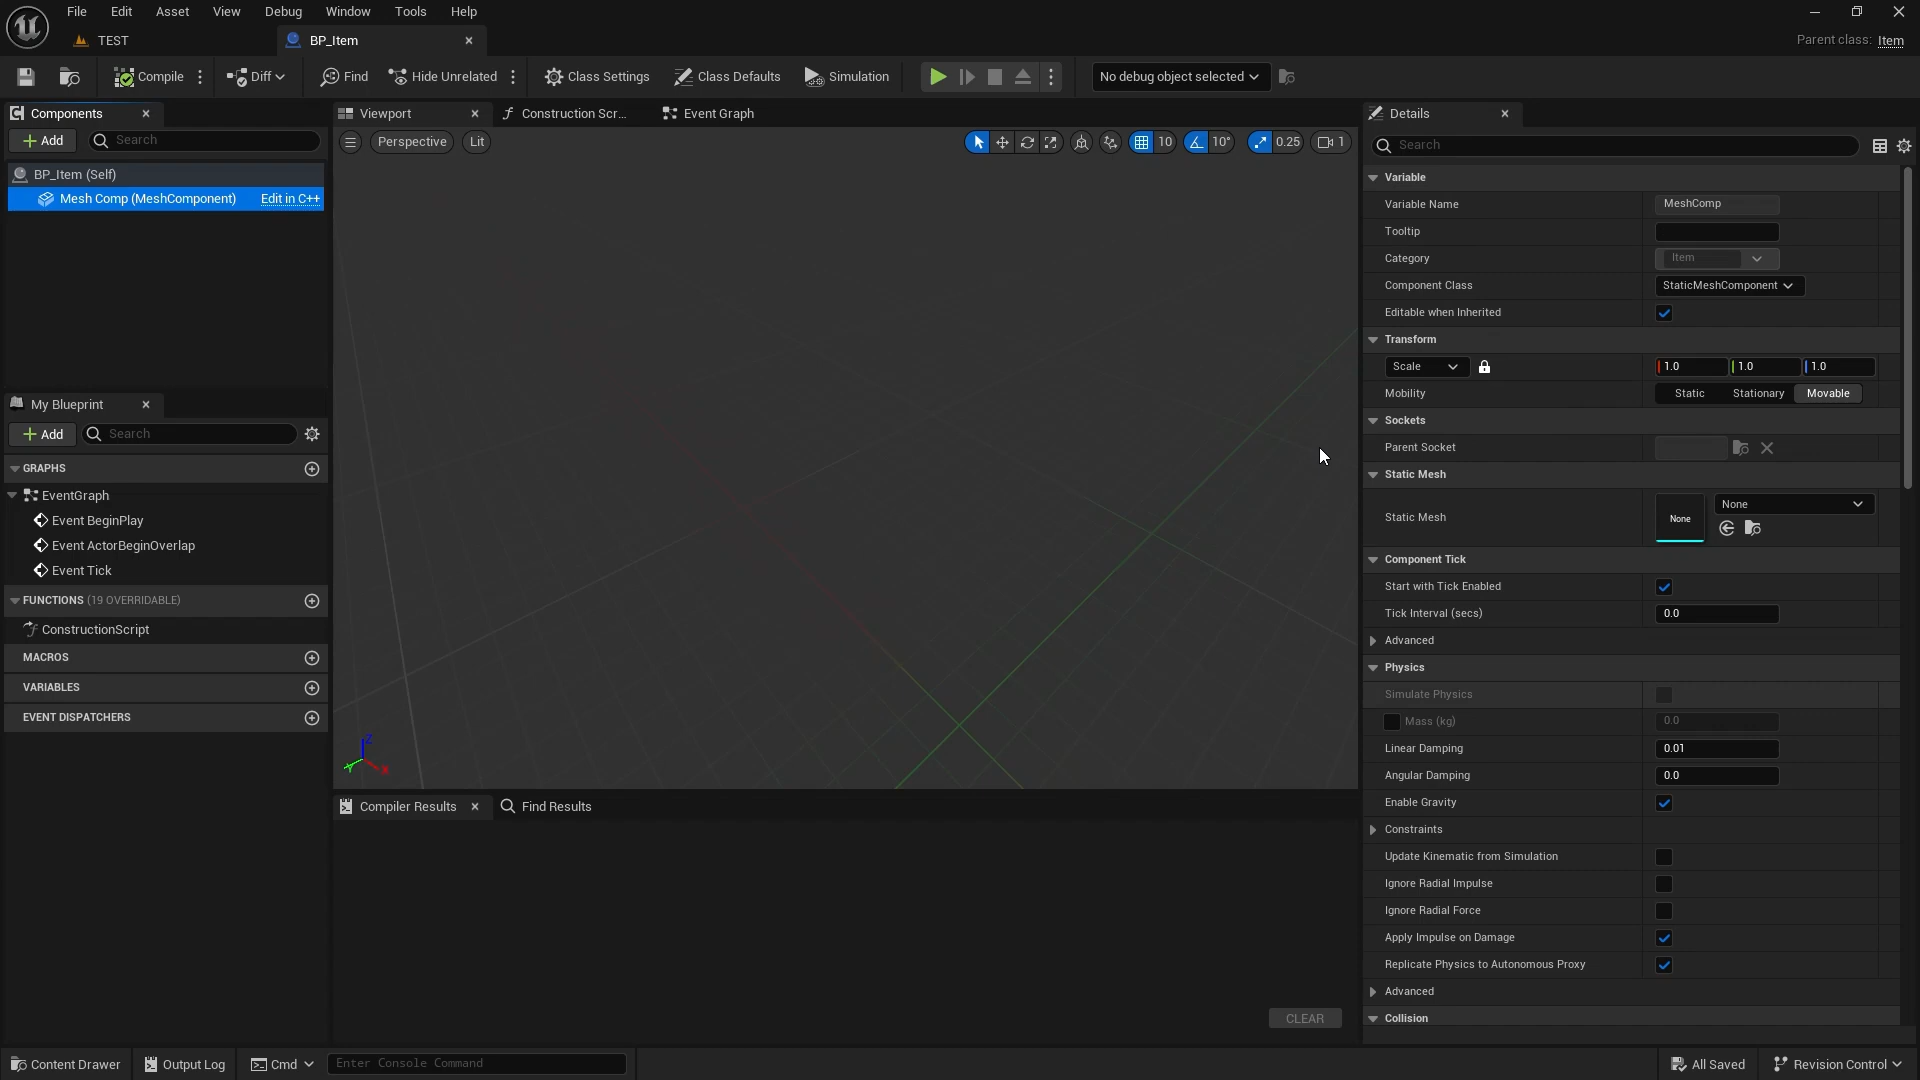 File Edit Asset View Debug Window Tools Help
TEST BP_Item Parent class: Item
Compile Diff Find Hide Unrelated Class Settings Class Defaults Simulation No debug object selected
Components
Add Search
BP_Item (Self)
Mesh Comp (MeshComponent) Edit in C++
My Blueprint
Add Search
GRAPHS
EventGraph
Event BeginPlay
Event ActorBeginOverlap
Event Tick
FUNCTIONS (19 OVERRIDABLE)
ConstructionScript
MACROS
VARIABLES
EVENT DISPATCHERS
Viewport Construction Scr... Event Graph
Perspective Lit 10 10° 0.25 1
Z
Y
X
Compiler Results Find Results
CLEAR
Details
Search
Variable
Variable Name MeshComp
Tooltip
Category Item
Component Class StaticMeshComponent
Editable when Inherited
Transform
Scale 1.0 1.0 1.0
Mobility Static Stationary Movable
Sockets
Parent Socket
Static Mesh
Static Mesh None None
Component Tick
Start with Tick Enabled
Tick Interval (secs) 0.0
Advanced
Physics
Simulate Physics
Mass (kg) 0.0
Linear Damping 0.01
Angular Damping 0.0
Enable Gravity
Constraints
Update Kinematic from Simulation
Ignore Radial Impulse
Ignore Radial Force
Apply Impulse on Damage
Replicate Physics to Autonomous Proxy
Advanced
Collision
Content Drawer Output Log Cmd Enter Console Command All Saved Revision Control